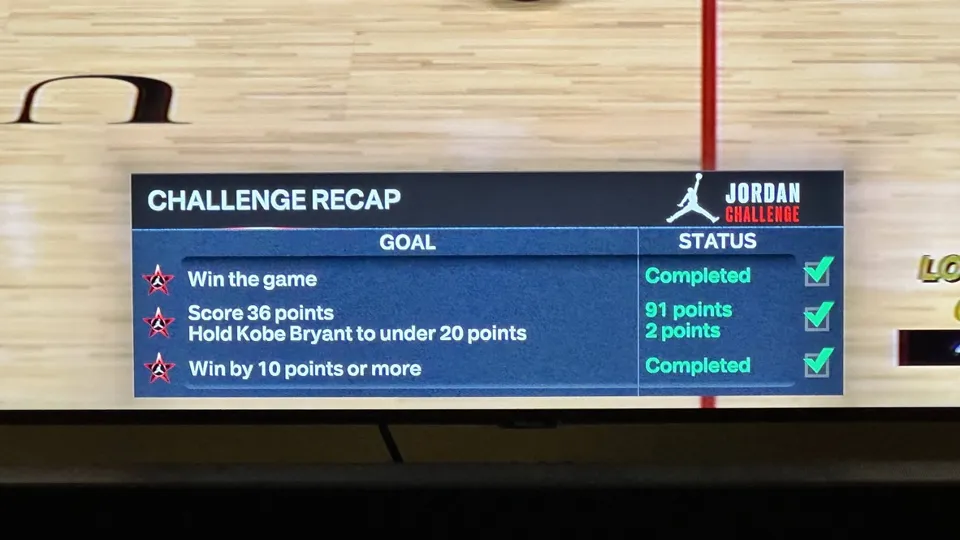 CHALLENGE RECAP
JORDAN
CHALLENGE
GOAL
STATUS
Win the game
Completed
Score 36 points
91 points
Hold Kobe Bryant to under 20 points
2 points
Win by 10 points or more
Completed
LO